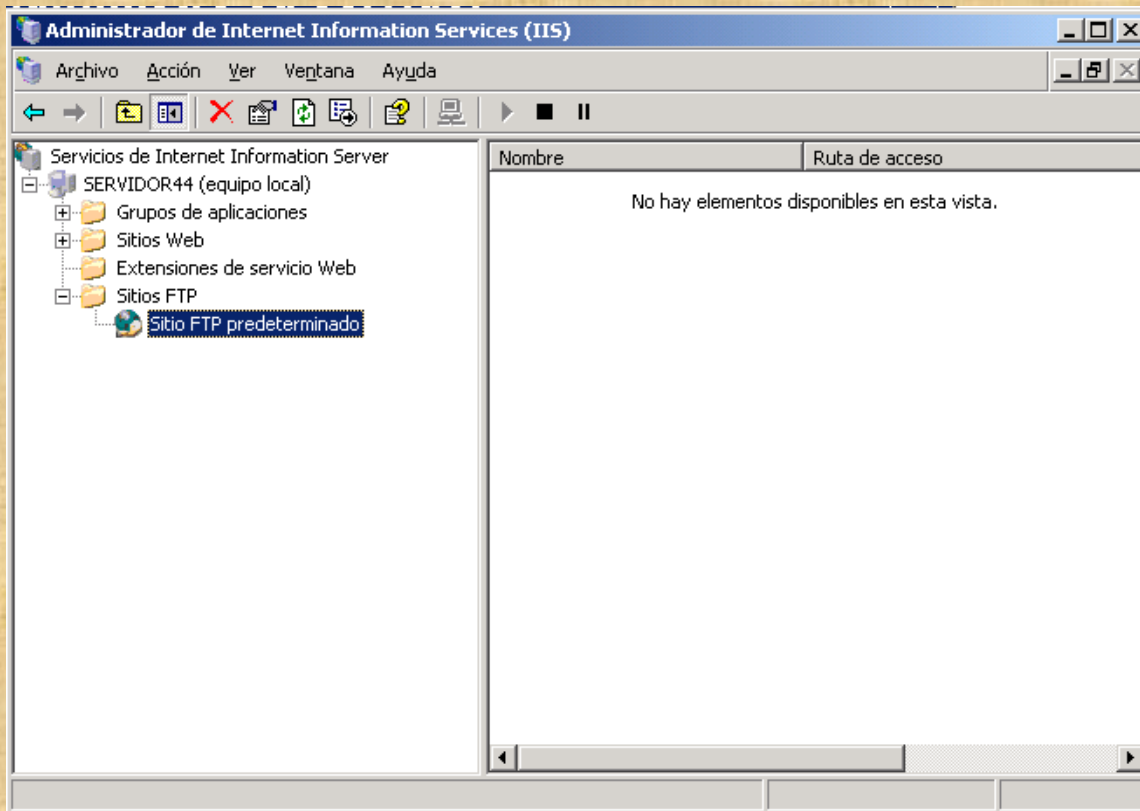 Administrador de Internet Information Services (IIS)
Archivo Acción Ver Ventana Ayuda
Servicios de Internet Information Server
SERVIDOR44 (equipo local)
Grupos de aplicaciones
Sitios Web
Extensiones de servicio Web
Sitios FTP
Sitio FTP predeterminado
Nombre Ruta de acceso
No hay elementos disponibles en esta vista.